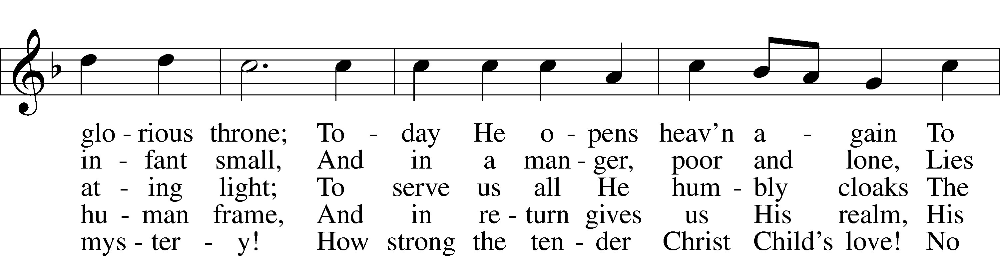 glo - rious throne; To - day He o - pens heav’n a - gain To
in - fant small, And in a man - ger, poor and lone, Lies
at - ing light; To serve us all He hum - bly cloaks The
hu - man frame, And in re - turn gives us His realm, His
mys - ter - y! How strong the ten - der Christ Child’s love! No